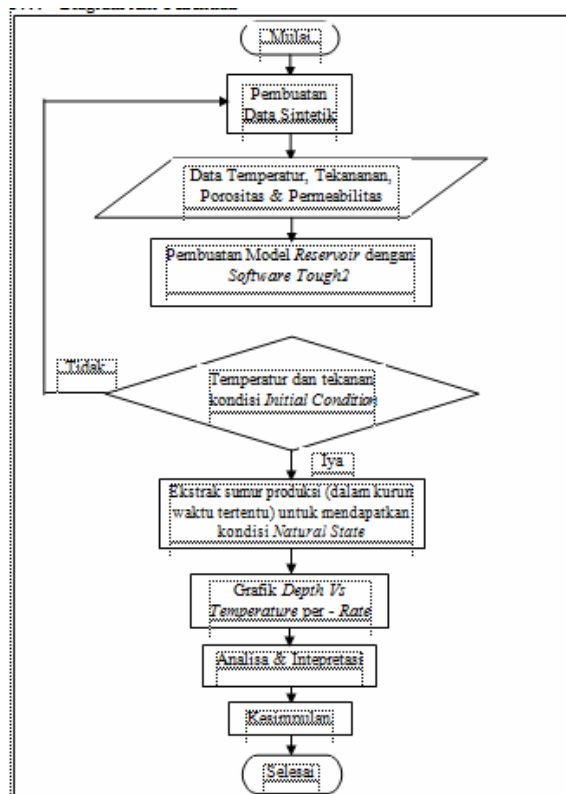 Mulai
Pembuatan
Data Sintetik
Data Temperatur, Tekananan,
Porositas & Permeabilitas
Pembuatan Model Reservoir dengan
Software Tough2
Tidak
Temperatur dan tekanan
kondisi Initial Condition
Iya
Ekstrak sumur produksi (dalam kurun
waktu tertentu) untuk mendapatkan
kondisi Natural State
Grafik Depth Vs
Temperature per - Rate
Analisa & Intepretasi
Kesimpulan
Selesai